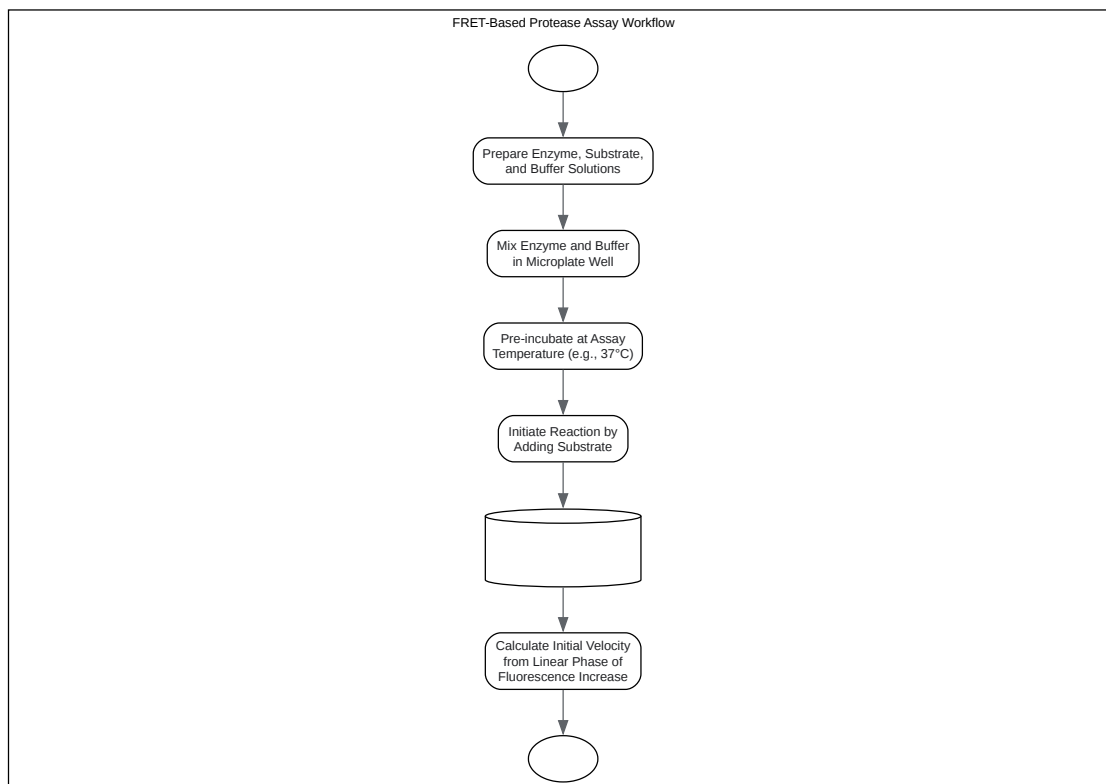 FRET-Based Protease Assay Workflow
Prepare Enzyme, Substrate,
and Buffer Solutions
Mix Enzyme and Buffer
in Microplate Well
Pre-incubate at Assay
Temperature (e.g., 37°C)
Initiate Reaction by
Adding Substrate
Calculate Initial Velocity
from Linear Phase of
Fluorescence Increase